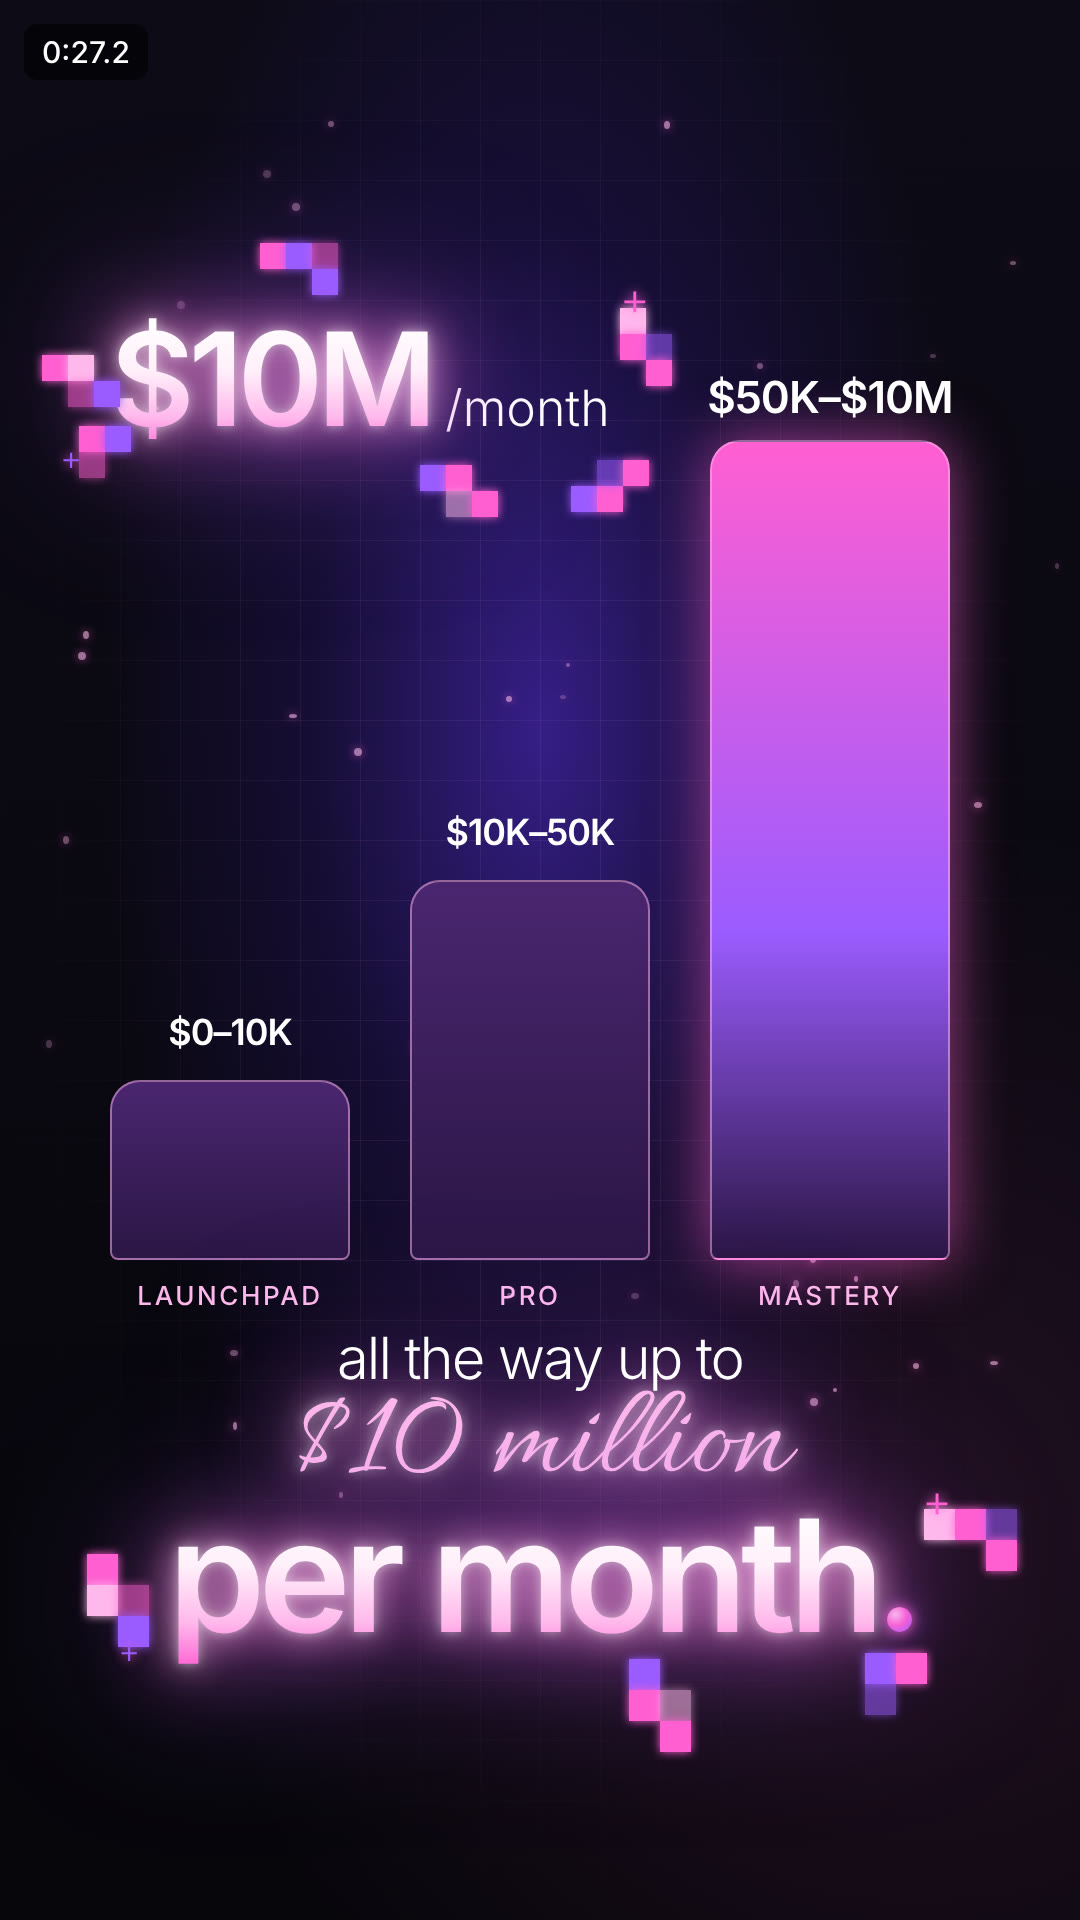 0:27.2
$10M /month
$50K–$10M
$10K–50K
$0–10K
LAUNCHPAD
PRO
MASTERY
all the way up to
$10 million
per month.